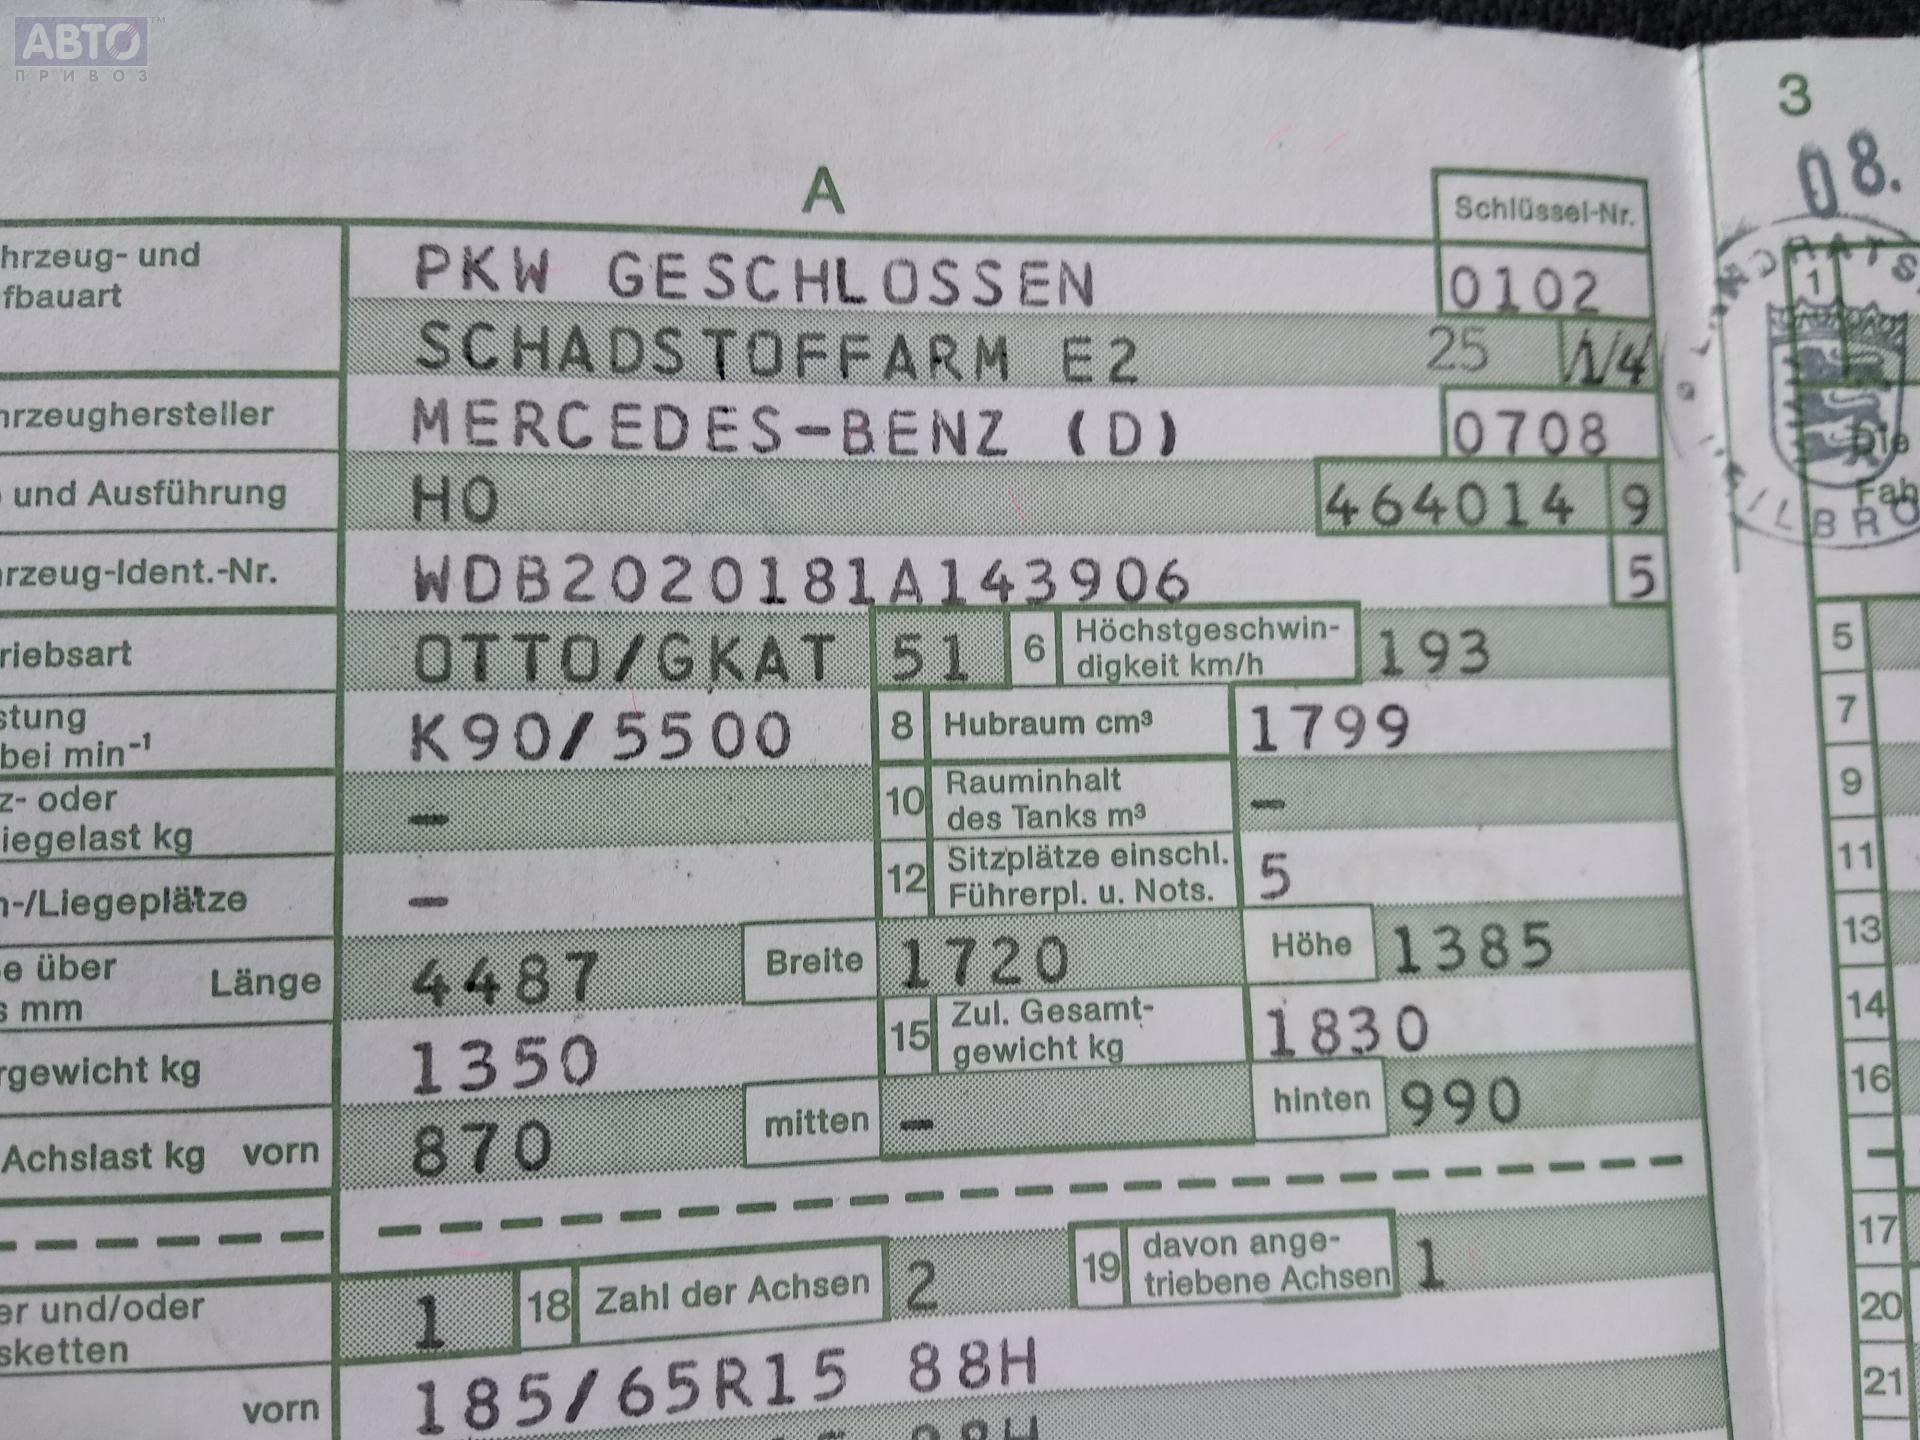 АВТО™
ПРИВОЗ
A
3
08.
Schlüssel-Nr.
hrzeug- und
fbauart
PKW GESCHLOSSEN 0102
SCHADSTOFFARM E2 25 1/4
hrzeughersteller MERCEDES-BENZ (D) 0708
und Ausführung HO 464014 9
rzeug-Ident.-Nr. WDB2020181A143906 5
riebsart OTTO/GKAT 51 6 Höchstgeschwin-
digkeit km/h 193
stung
bei min-1 K90/5500 8 Hubraum cm³ 1799
z- oder
iegelast kg – 10 Rauminhalt
des Tanks m³ –
-/Liegeplätze – 12 Sitzplätze einschl.
Führerpl. u. Nots. 5
e über
s mm Länge 4487 Breite 1720 Höhe 1385
rgewicht kg 1350 15 Zul. Gesamt-
gewicht kg 1830
Achslast kg vorn 870 mitten – hinten 990
er und/oder
sketten 1 18 Zahl der Achsen 2 19 davon ange-
triebene Achsen 1
vorn 185/65R15 88H
88H
1
Die
Fah
5
7
9
11
13
14
16
–
17
20
21